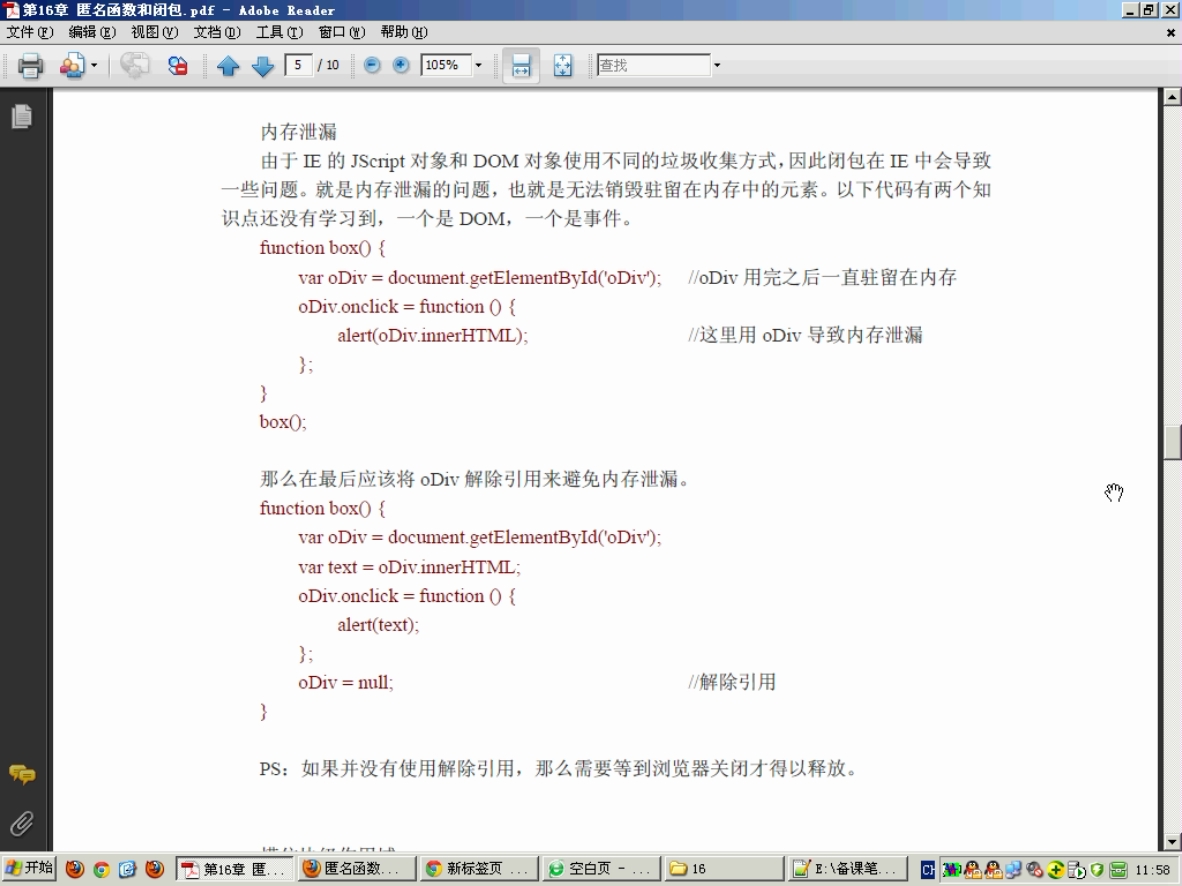 第16章 匿名函数和闭包.pdf - Adobe Reader
文件(F) 编辑(E) 视图(V) 文档(D) 工具(T) 窗口(W) 帮助(H)
5 / 10 105% 查找
内存泄漏
由于 IE 的 JScript 对象和 DOM 对象使用不同的垃圾收集方式，因此闭包在 IE 中会导致
一些问题。就是内存泄漏的问题，也就是无法销毁驻留在内存中的元素。以下代码有两个知
识点还没有学习到，一个是 DOM，一个是事件。
function box() {
var oDiv = document.getElementById('oDiv'); //oDiv 用完之后一直驻留在内存
oDiv.onclick = function () {
alert(oDiv.innerHTML); //这里用 oDiv 导致内存泄漏
};
}
box();
那么在最后应该将 oDiv 解除引用来避免内存泄漏。
function box() {
var oDiv = document.getElementById('oDiv');
var text = oDiv.innerHTML;
oDiv.onclick = function () {
alert(text);
};
oDiv = null; //解除引用
}
PS：如果并没有使用解除引用，那么需要等到浏览器关闭才得以释放。
开始 第16章 匿... 匿名函数... 新标签页 ... 空白页 - ... 16 E:\备课笔... CH 11:58